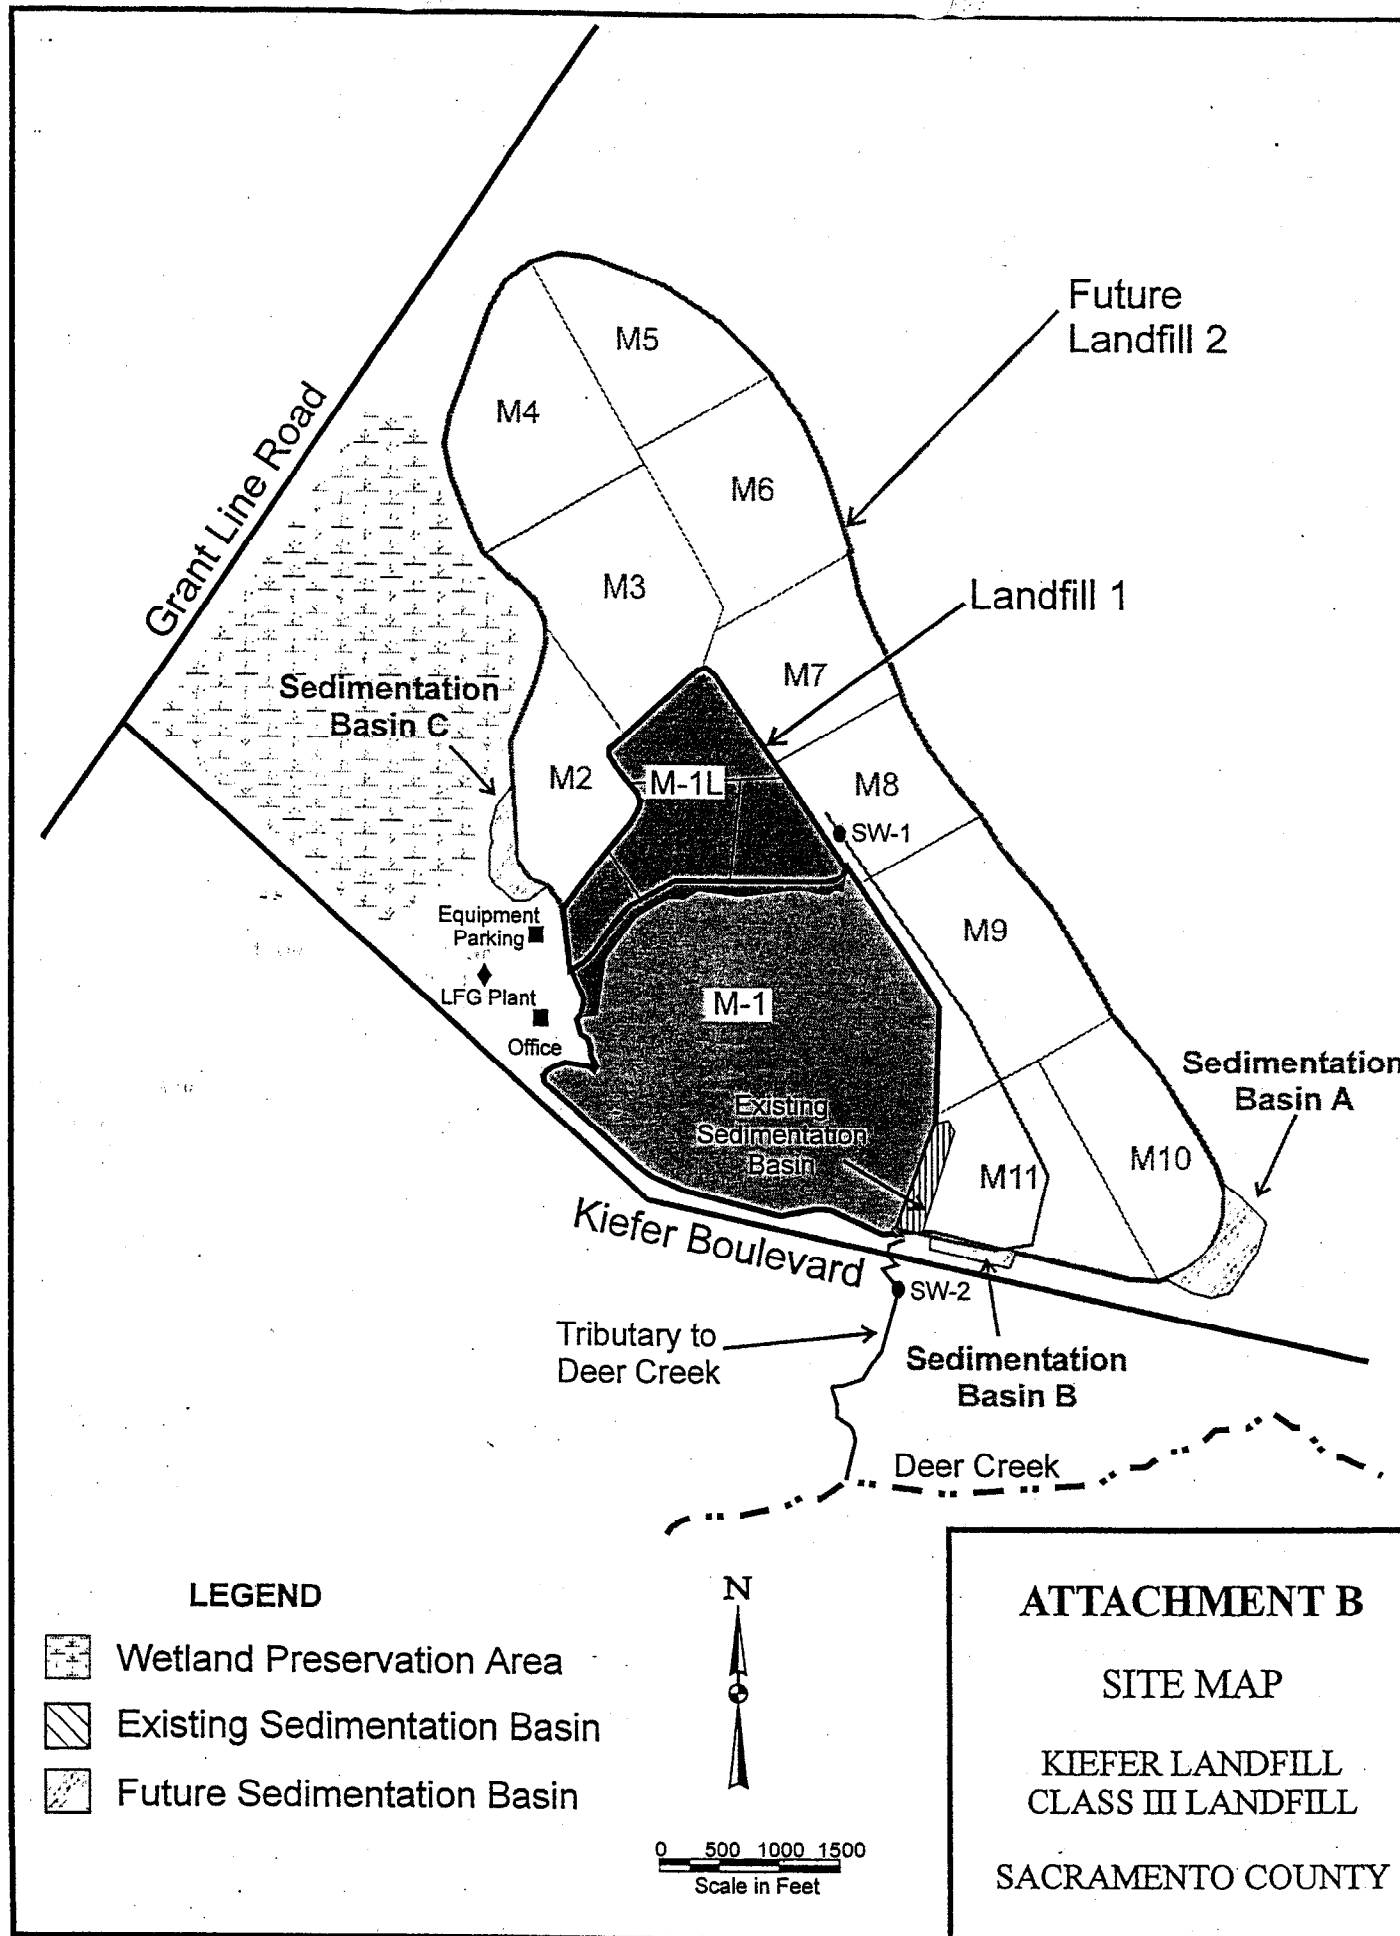 Future
Landfill 2
M5
M4
M6
Grant Line Road
M3
Landfill 1
M7
Sedimentation
Basin C
M2
M-1L
M8
SW-1
Equipment
Parking
M9
LFG Plant
M-1
Office
Sedimentation
Basin A
Existing
Sedimentation
Basin
M10
M11
Kiefer Boulevard
SW-2
Tributary to
Deer Creek
Sedimentation
Basin B
Deer Creek
LEGEND
Wetland Preservation Area
Existing Sedimentation Basin
Future Sedimentation Basin
N
0 500 1000 1500
Scale in Feet
ATTACHMENT B
SITE MAP
KIEFER LANDFILL
CLASS III LANDFILL
SACRAMENTO COUNTY